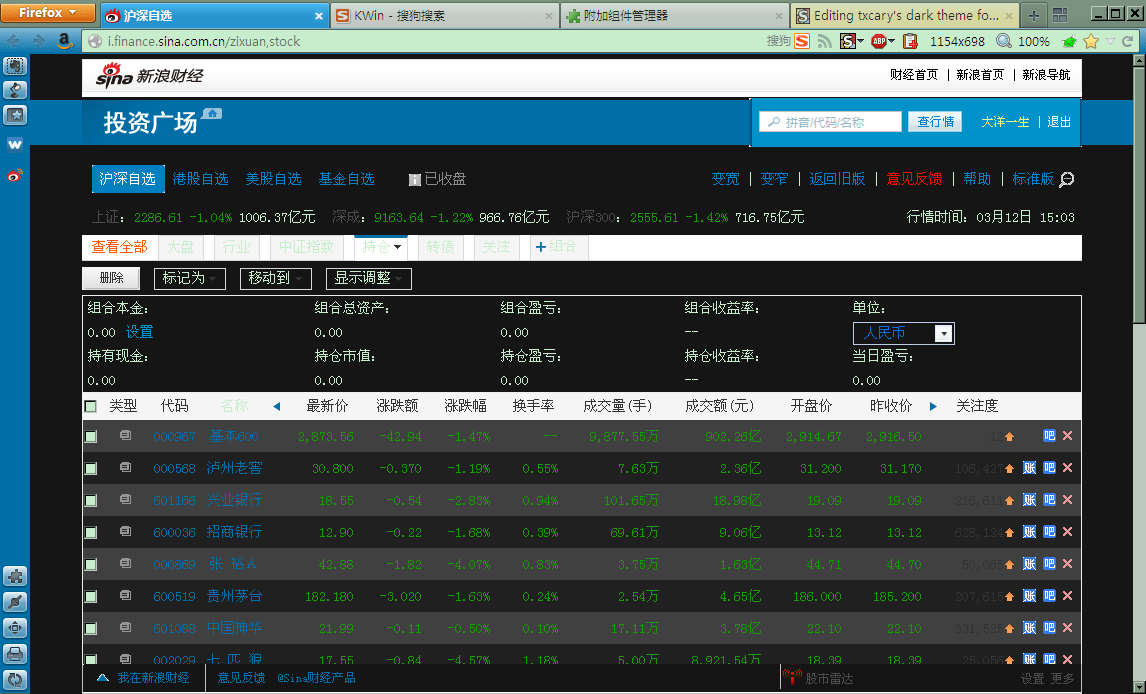 Firefox
沪深自选
KWin - 搜狗搜索
附加组件管理器
Editing txcary's dark theme fo...
i.finance.sina.com.cn/zixuan,stock
搜狗
1154x698 100%
sina 新浪财经
财经首页 | 新浪首页 | 新浪导航
投资广场
拼音/代码/名称 查行情 大洋一生 | 退出
沪深自选 港股自选 美股自选 基金自选 已收盘
变宽 | 变窄 | 返回旧版 | 意见反馈 | 帮助 | 标准版
上证: 2286.61 -1.04% 1006.37亿元 深成: 9163.64 -1.22% 966.76亿元 沪深300: 2555.61 -1.42% 716.75亿元 行情时间: 03月12日 15:03
查看全部 大盘 行业 中证指数 持仓 转债 关注 +组合
删除 标记为 移动到 显示调整
组合本金: 组合总资产: 组合盈亏: 组合收益率: 单位:
0.00 设置 0.00 0.00 -- 人民币
持有现金: 持仓市值: 持仓盈亏: 持仓收益率: 当日盈亏:
0.00 0.00 0.00 -- 0.00
类型 代码 名称 最新价 涨跌额 涨跌幅 换手率 成交量(手) 成交额(元) 开盘价 昨收价 关注度
000967 基本600 2,873.56 -42.94 -1.47% -- 9,877.55万 902.26亿 2,914.67 2,916.50 吧
000568 泸州老窖 30.800 -0.370 -1.19% 0.55% 7.63万 2.36亿 31.200 31.170 106,427 账 吧
601166 兴业银行 18.55 -0.54 -2.83% 0.94% 101.65万 18.98亿 19.09 19.09 216,611 账 吧
600036 招商银行 12.90 -0.22 -1.68% 0.39% 69.61万 9.06亿 13.12 13.12 628,124 账 吧
000869 张 裕A 42.88 -1.82 -4.07% 0.83% 3.75万 1.63亿 44.71 44.70 账 吧
600519 贵州茅台 182.180 -3.020 -1.63% 0.24% 2.54万 4.65亿 186.000 185.200 207,615 账 吧
601088 中国神华 21.99 -0.11 -0.50% 0.10% 17.11万 3.78亿 22.10 22.10 账 吧
002029 七 匹 狼 17.55 -0.84 -4.57% 1.18% 5.00万 8,921.54万 18.39 18.39 25,056 账 吧
我在新浪财经 意见反馈 @Sina财经产品 股市雷达 设置 更多